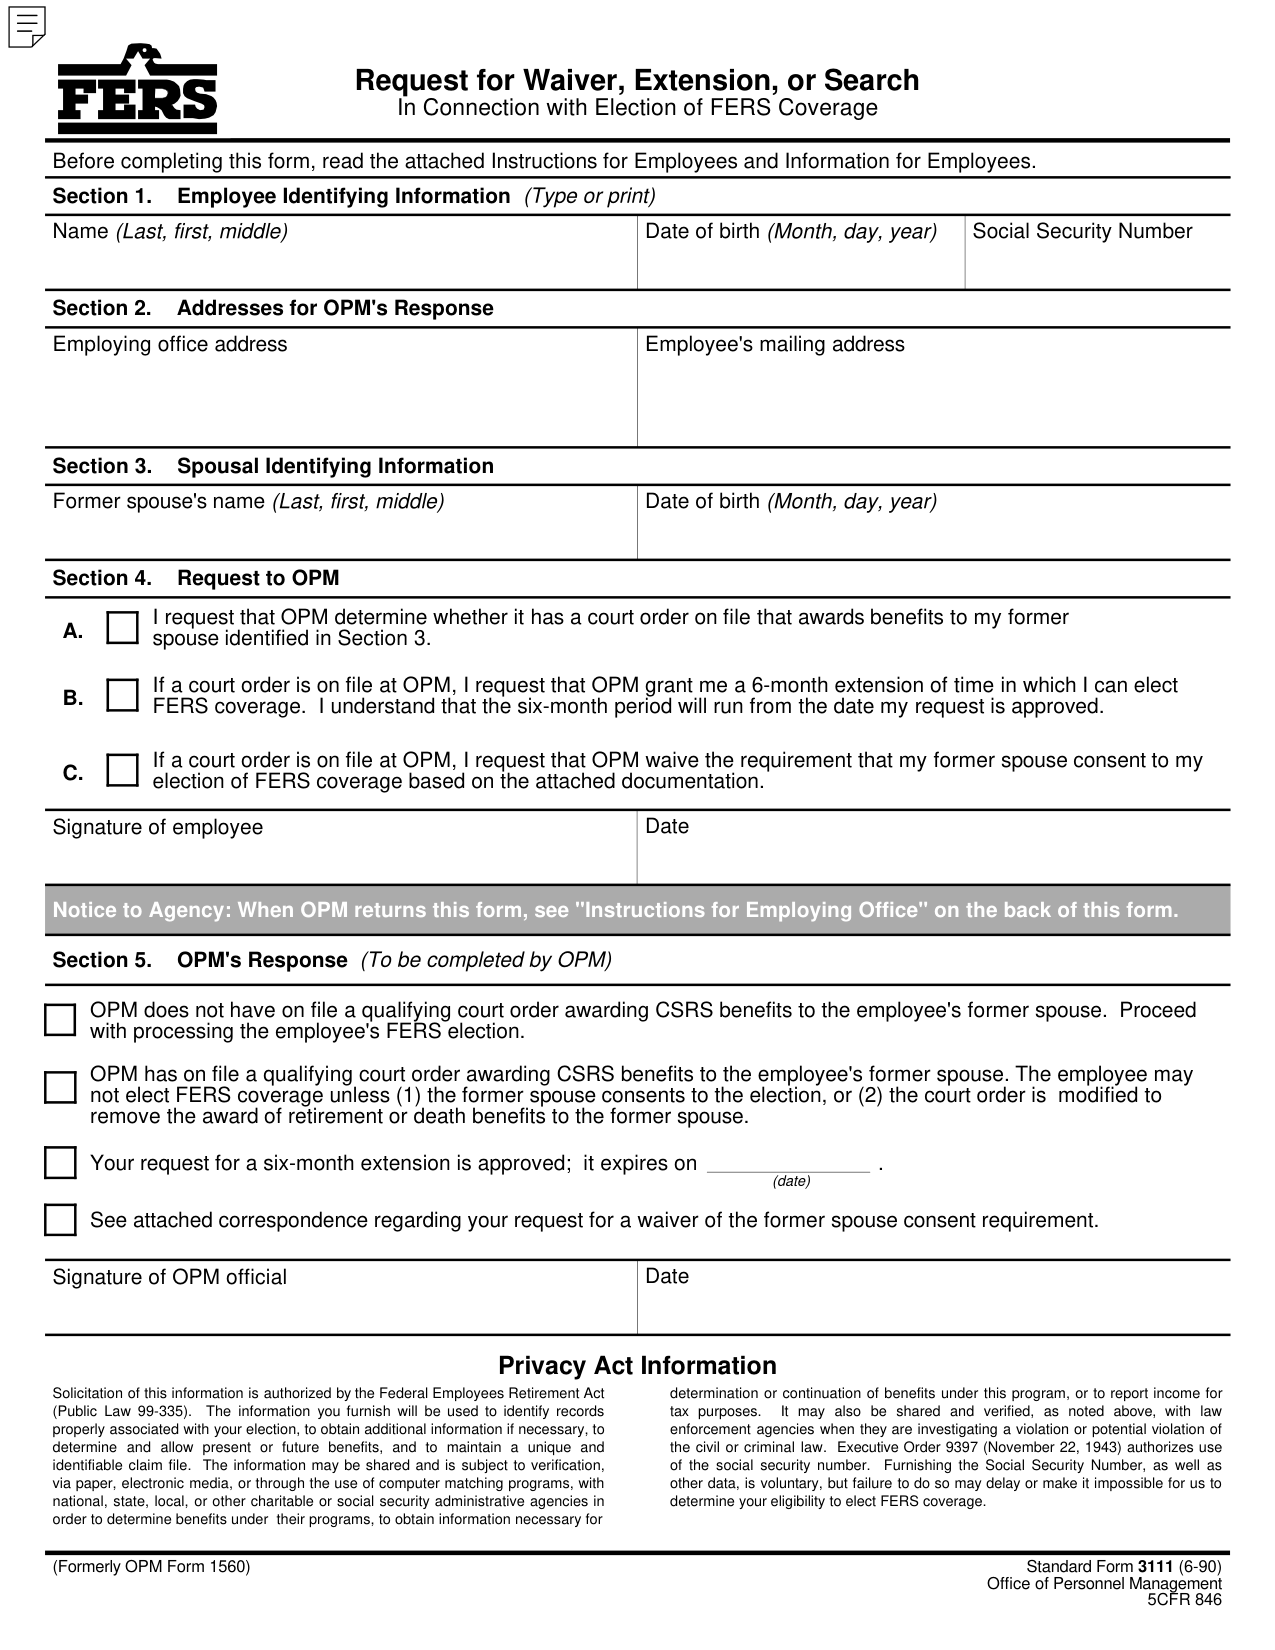 FERS
Request for Waiver, Extension, or Search
In Connection with Election of FERS Coverage
Before completing this form, read the attached Instructions for Employees and Information for Employees.
Section 1. Employee Identifying Information (Type or print)
Name (Last, first, middle)
Date of birth (Month, day, year)
Social Security Number
Section 2. Addresses for OPM's Response
Employing office address
Employee's mailing address
Section 3. Spousal Identifying Information
Former spouse's name (Last, first, middle)
Date of birth (Month, day, year)
Section 4. Request to OPM
A. I request that OPM determine whether it has a court order on file that awards benefits to my former
spouse identified in Section 3.
B. If a court order is on file at OPM, I request that OPM grant me a 6-month extension of time in which I can elect
FERS coverage. I understand that the six-month period will run from the date my request is approved.
C. If a court order is on file at OPM, I request that OPM waive the requirement that my former spouse consent to my
election of FERS coverage based on the attached documentation.
Signature of employee
Date
Notice to Agency: When OPM returns this form, see "Instructions for Employing Office" on the back of this form.
Section 5. OPM's Response (To be completed by OPM)
OPM does not have on file a qualifying court order awarding CSRS benefits to the employee's former spouse. Proceed
with processing the employee's FERS election.
OPM has on file a qualifying court order awarding CSRS benefits to the employee's former spouse. The employee may
not elect FERS coverage unless (1) the former spouse consents to the election, or (2) the court order is modified to
remove the award of retirement or death benefits to the former spouse.
Your request for a six-month extension is approved; it expires on .
(date)
See attached correspondence regarding your request for a waiver of the former spouse consent requirement.
Signature of OPM official
Date
Privacy Act Information
Solicitation of this information is authorized by the Federal Employees Retirement Act
(Public Law 99-335). The information you furnish will be used to identify records
properly associated with your election, to obtain additional information if necessary, to
determine and allow present or future benefits, and to maintain a unique and
identifiable claim file. The information may be shared and is subject to verification,
via paper, electronic media, or through the use of computer matching programs, with
national, state, local, or other charitable or social security administrative agencies in
order to determine benefits under their programs, to obtain information necessary for
determination or continuation of benefits under this program, or to report income for
tax purposes. It may also be shared and verified, as noted above, with law
enforcement agencies when they are investigating a violation or potential violation of
the civil or criminal law. Executive Order 9397 (November 22, 1943) authorizes use
of the social security number. Furnishing the Social Security Number, as well as
other data, is voluntary, but failure to do so may delay or make it impossible for us to
determine your eligibility to elect FERS coverage.
(Formerly OPM Form 1560)
Standard Form 3111 (6-90)
Office of Personnel Management
5CFR 846